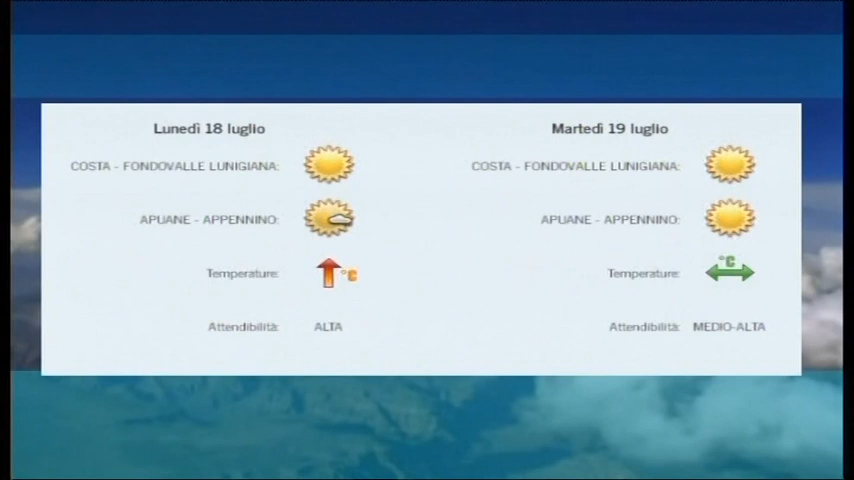 Lunedì 18 luglio
COSTA - FONDOVALLE LUNIGIANA:
APUANE - APPENNINO:
Temperature: °C
Attendibilità: ALTA
Martedì 19 luglio
COSTA - FONDOVALLE LUNIGIANA:
APUANE - APPENNINO:
Temperature: °C
Attendibilità: MEDIO-ALTA